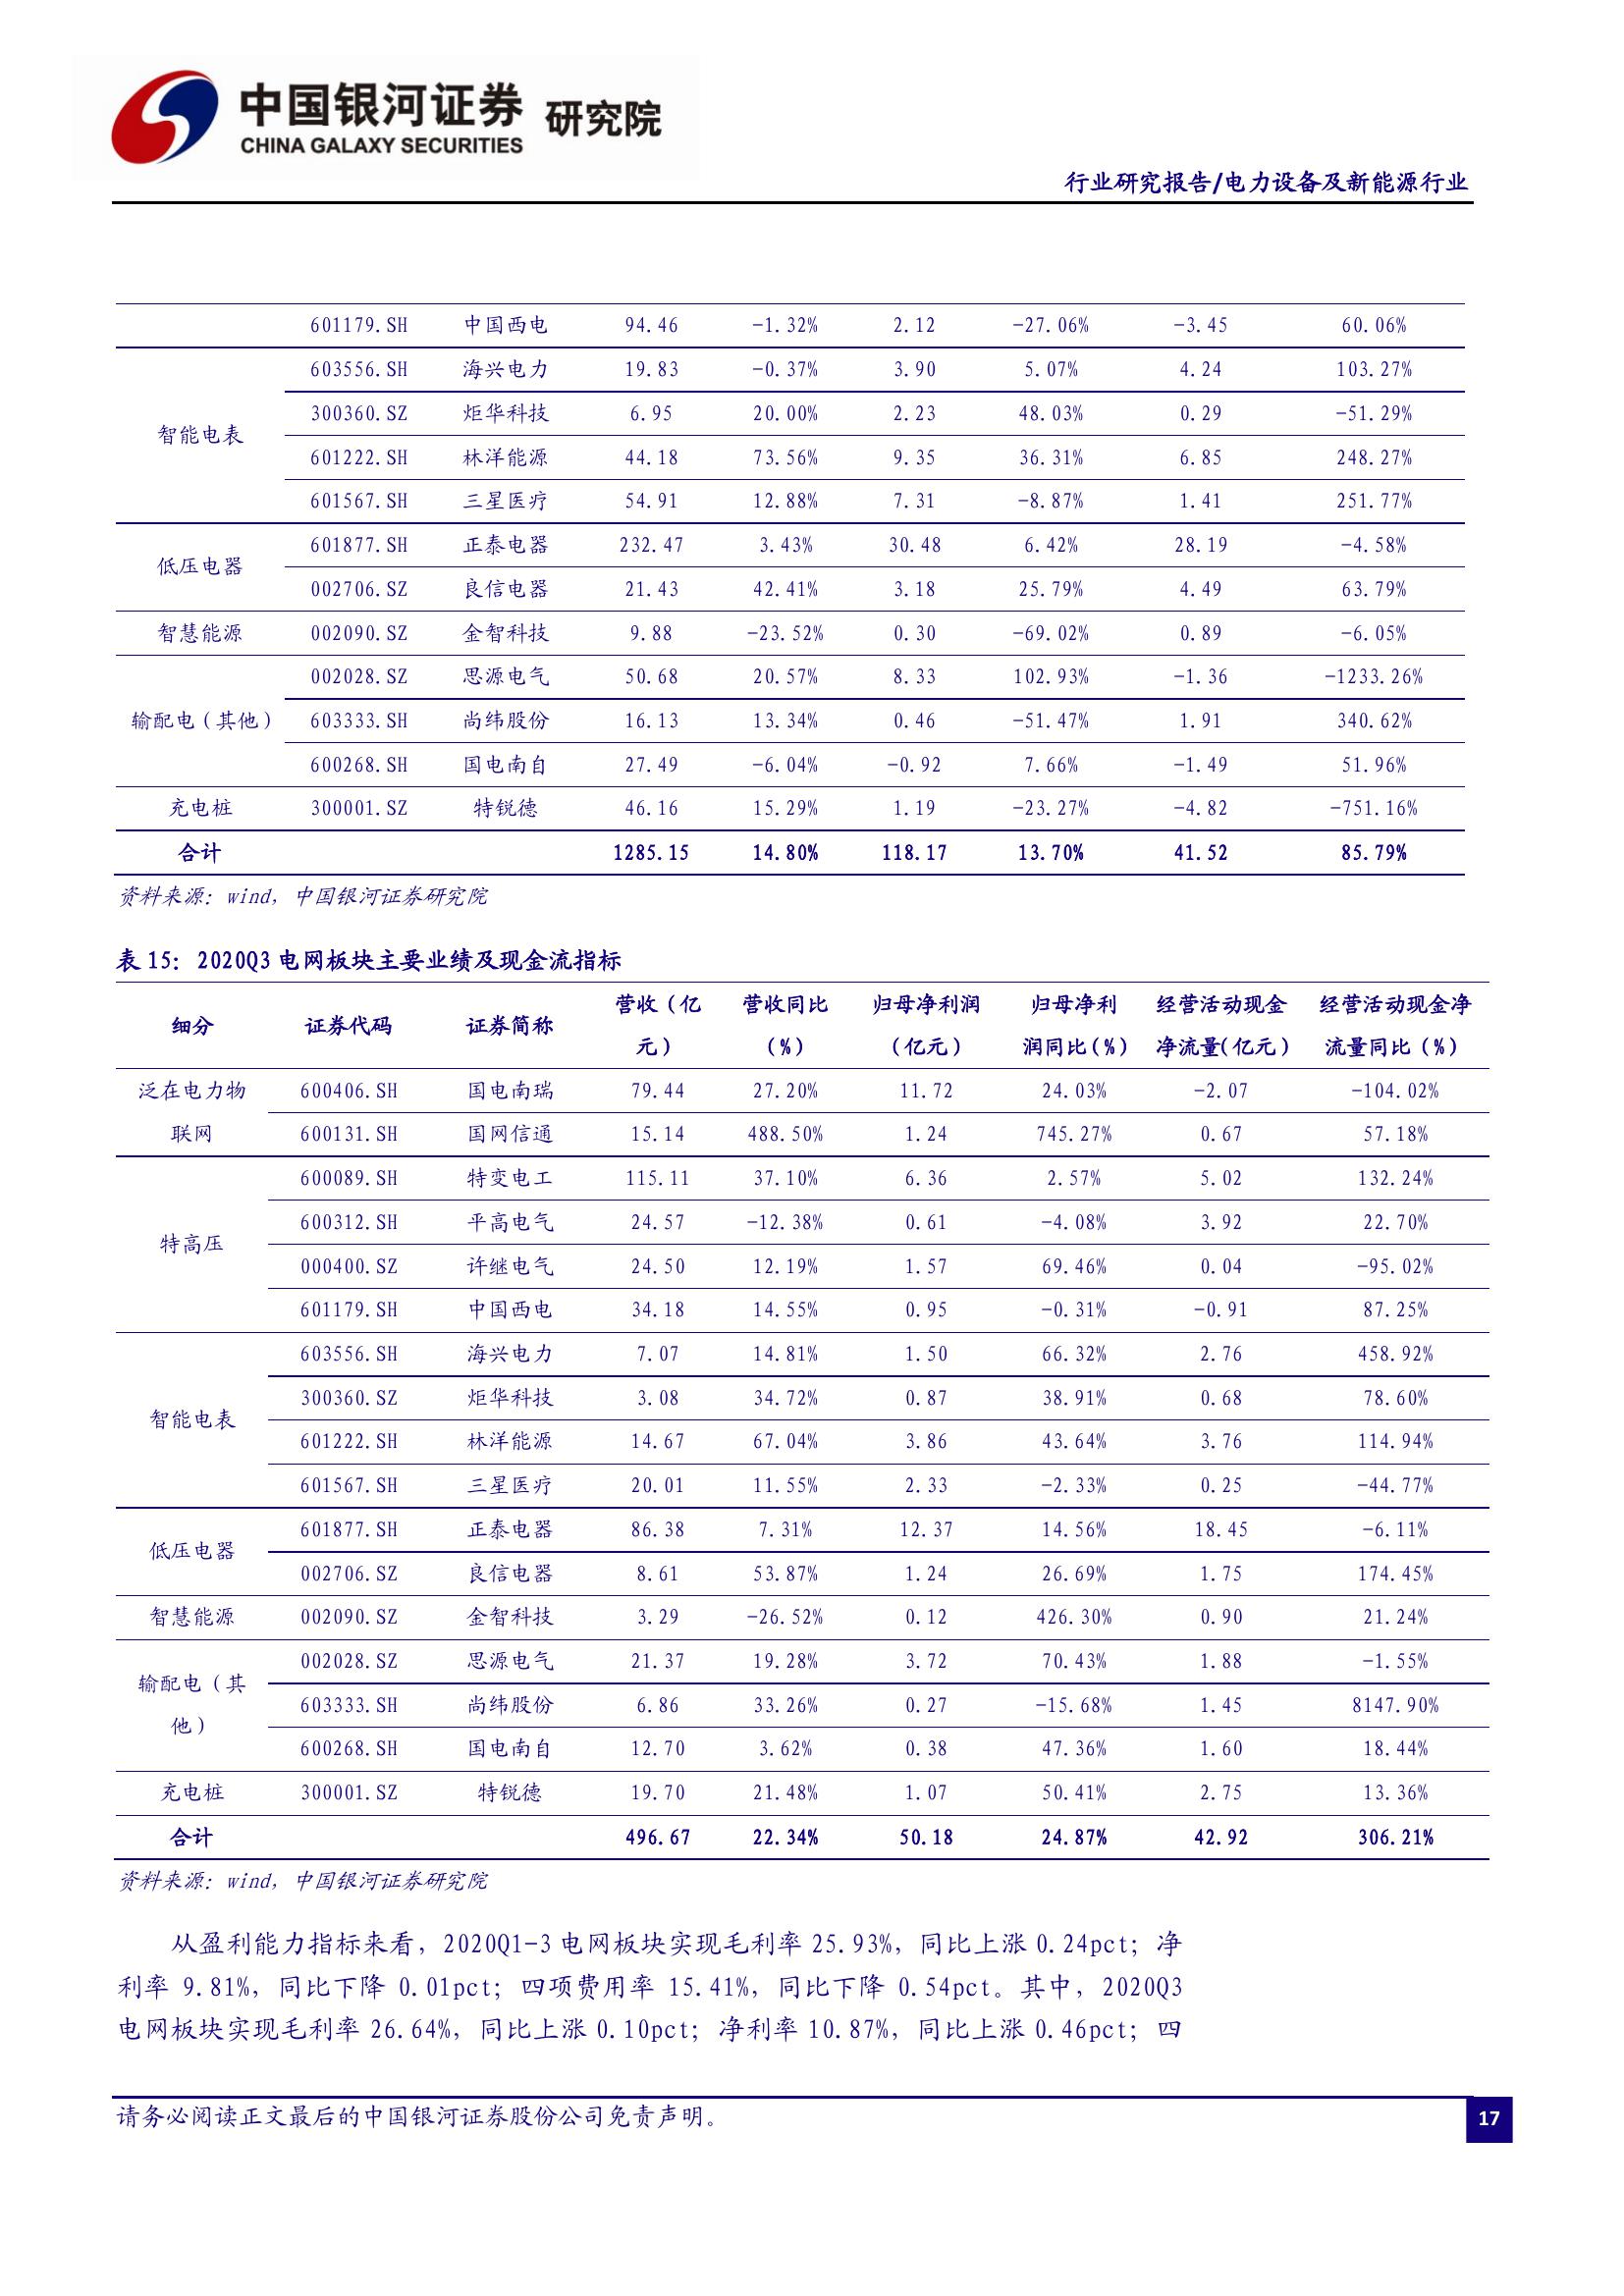 中国银河证券 研究院
CHINA GALAXY SECURITIES
行业研究报告/电力设备及新能源行业
601179.SH 中国西电 94.46 -1.32% 2.12 -27.06% -3.45 60.06%
603556.SH 海兴电力 19.83 -0.37% 3.90 5.07% 4.24 103.27%
300360.SZ 炬华科技 6.95 20.00% 2.23 48.03% 0.29 -51.29%
智能电表
601222.SH 林洋能源 44.18 73.56% 9.35 36.31% 6.85 248.27%
601567.SH 三星医疗 54.91 12.88% 7.31 -8.87% 1.41 251.77%
601877.SH 正泰电器 232.47 3.43% 30.48 6.42% 28.19 -4.58%
低压电器
002706.SZ 良信电器 21.43 42.41% 3.18 25.79% 4.49 63.79%
智慧能源 002090.SZ 金智科技 9.88 -23.52% 0.30 -69.02% 0.89 -6.05%
002028.SZ 思源电气 50.68 20.57% 8.33 102.93% -1.36 -1233.26%
输配电（其他） 603333.SH 尚纬股份 16.13 13.34% 0.46 -51.47% 1.91 340.62%
600268.SH 国电南自 27.49 -6.04% -0.92 7.66% -1.49 51.96%
充电桩 300001.SZ 特锐德 46.16 15.29% 1.19 -23.27% -4.82 -751.16%
合计 1285.15 14.80% 118.17 13.70% 41.52 85.79%
资料来源：wind，中国银河证券研究院
表 15：2020Q3 电网板块主要业绩及现金流指标
营收（亿 营收同比 归母净利润 归母净利 经营活动现金 经营活动现金净
细分 证券代码 证券简称
元） (%) （亿元） 润同比(%) 净流量(亿元) 流量同比（%）
泛在电力物 600406.SH 国电南瑞 79.44 27.20% 11.72 24.03% -2.07 -104.02%
联网 600131.SH 国网信通 15.14 488.50% 1.24 745.27% 0.67 57.18%
600089.SH 特变电工 115.11 37.10% 6.36 2.57% 5.02 132.24%
600312.SH 平高电气 24.57 -12.38% 0.61 -4.08% 3.92 22.70%
特高压
000400.SZ 许继电气 24.50 12.19% 1.57 69.46% 0.04 -95.02%
601179.SH 中国西电 34.18 14.55% 0.95 -0.31% -0.91 87.25%
603556.SH 海兴电力 7.07 14.81% 1.50 66.32% 2.76 458.92%
300360.SZ 炬华科技 3.08 34.72% 0.87 38.91% 0.68 78.60%
智能电表
601222.SH 林洋能源 14.67 67.04% 3.86 43.64% 3.76 114.94%
601567.SH 三星医疗 20.01 11.55% 2.33 -2.33% 0.25 -44.77%
601877.SH 正泰电器 86.38 7.31% 12.37 14.56% 18.45 -6.11%
低压电器
002706.SZ 良信电器 8.61 53.87% 1.24 26.69% 1.75 174.45%
智慧能源 002090.SZ 金智科技 3.29 -26.52% 0.12 426.30% 0.90 21.24%
002028.SZ 思源电气 21.37 19.28% 3.72 70.43% 1.88 -1.55%
输配电（其
603333.SH 尚纬股份 6.86 33.26% 0.27 -15.68% 1.45 8147.90%
他）
600268.SH 国电南自 12.70 3.62% 0.38 47.36% 1.60 18.44%
充电桩 300001.SZ 特锐德 19.70 21.48% 1.07 50.41% 2.75 13.36%
合计 496.67 22.34% 50.18 24.87% 42.92 306.21%
资料来源：wind，中国银河证券研究院
从盈利能力指标来看，2020Q1-3 电网板块实现毛利率 25.93%，同比上涨 0.24pct；净
利率 9.81%，同比下降 0.01pct；四项费用率 15.41%，同比下降 0.54pct。其中，2020Q3
电网板块实现毛利率 26.64%，同比上涨 0.10pct；净利率 10.87%，同比上涨 0.46pct；四
请务必阅读正文最后的中国银河证券股份公司免责声明。
17